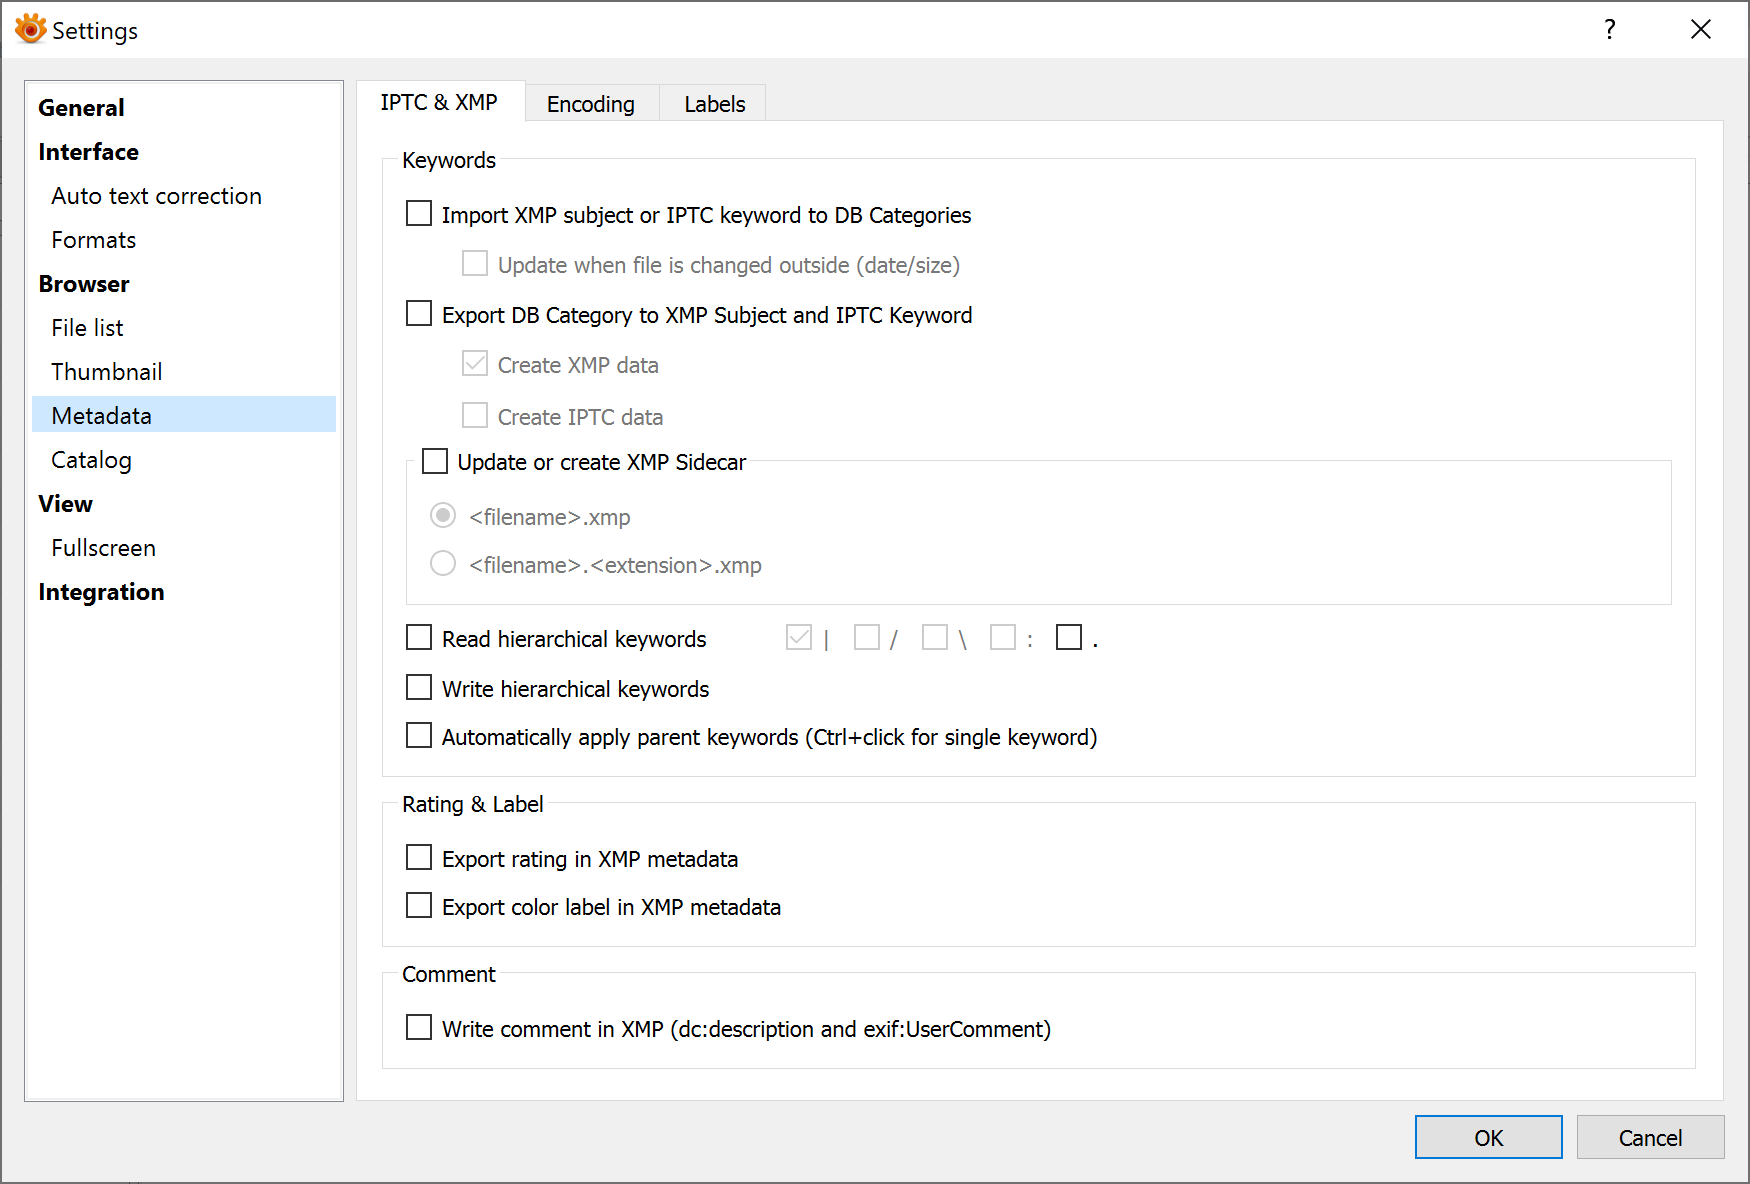 Settings
?
General
Interface
Auto text correction
Formats
Browser
File list
Thumbnail
Metadata
Catalog
View
Fullscreen
Integration
IPTC & XMP Encoding Labels
Keywords
Import XMP subject or IPTC keyword to DB Categories
Update when file is changed outside (date/size)
Export DB Category to XMP Subject and IPTC Keyword
Create XMP data
Create IPTC data
Update or create XMP Sidecar
<filename>.xmp
<filename>.<extension>.xmp
Read hierarchical keywords | / \ : .
Write hierarchical keywords
Automatically apply parent keywords (Ctrl+click for single keyword)
Rating & Label
Export rating in XMP metadata
Export color label in XMP metadata
Comment
Write comment in XMP (dc:description and exif:UserComment)
OK Cancel